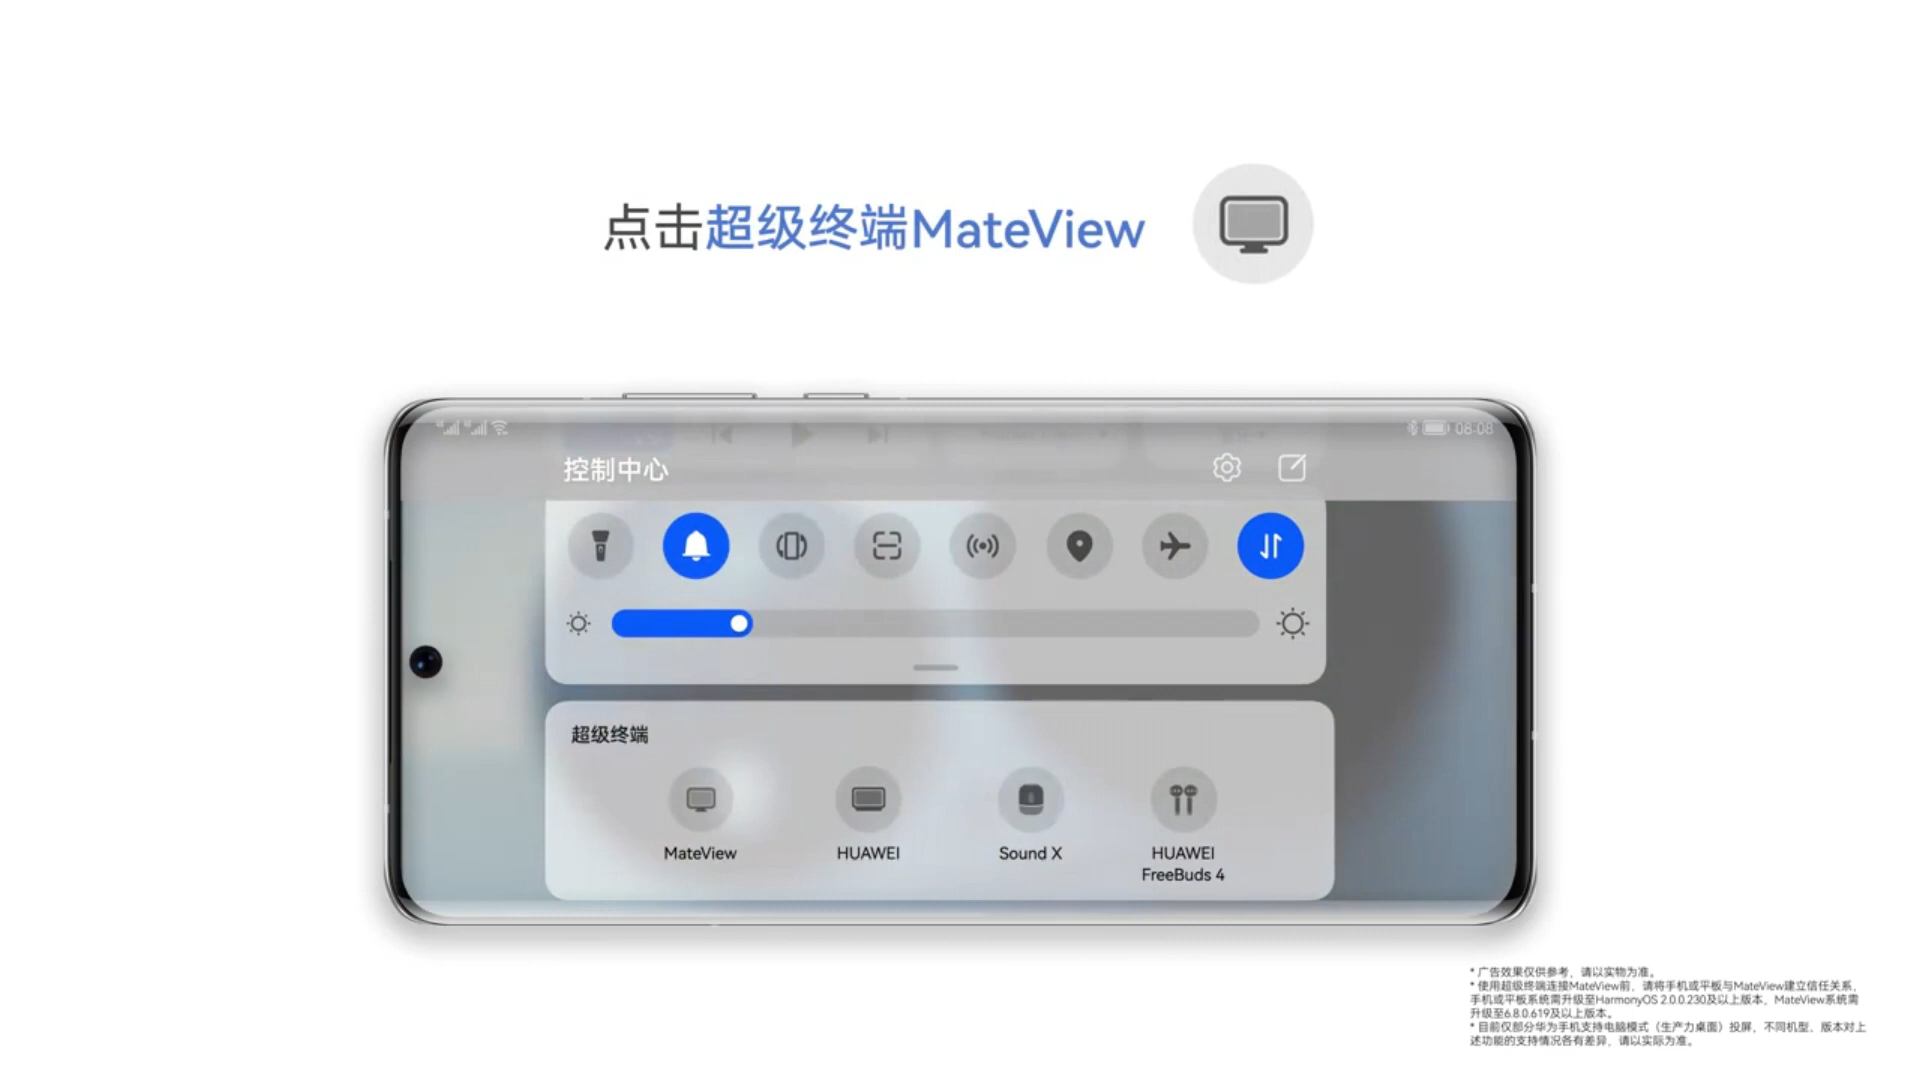 点击超级终端MateView
08:08
控制中心
超级终端
MateView
HUAWEI
Sound X
HUAWEI
FreeBuds 4
* 广告效果仅供参考，请以实物为准。
* 使用超级终端连接MateView前，请将手机或平板与MateView建立信任关系，
手机或平板系统需升级至HarmonyOS 2.0.0.230及以上版本，MateView系统需
升级至6.8.0.619及以上版本。
* 目前仅部分华为手机支持电脑模式（生产力桌面）投屏，不同机型、版本对上
述功能的支持情况各有差异，请以实际为准。